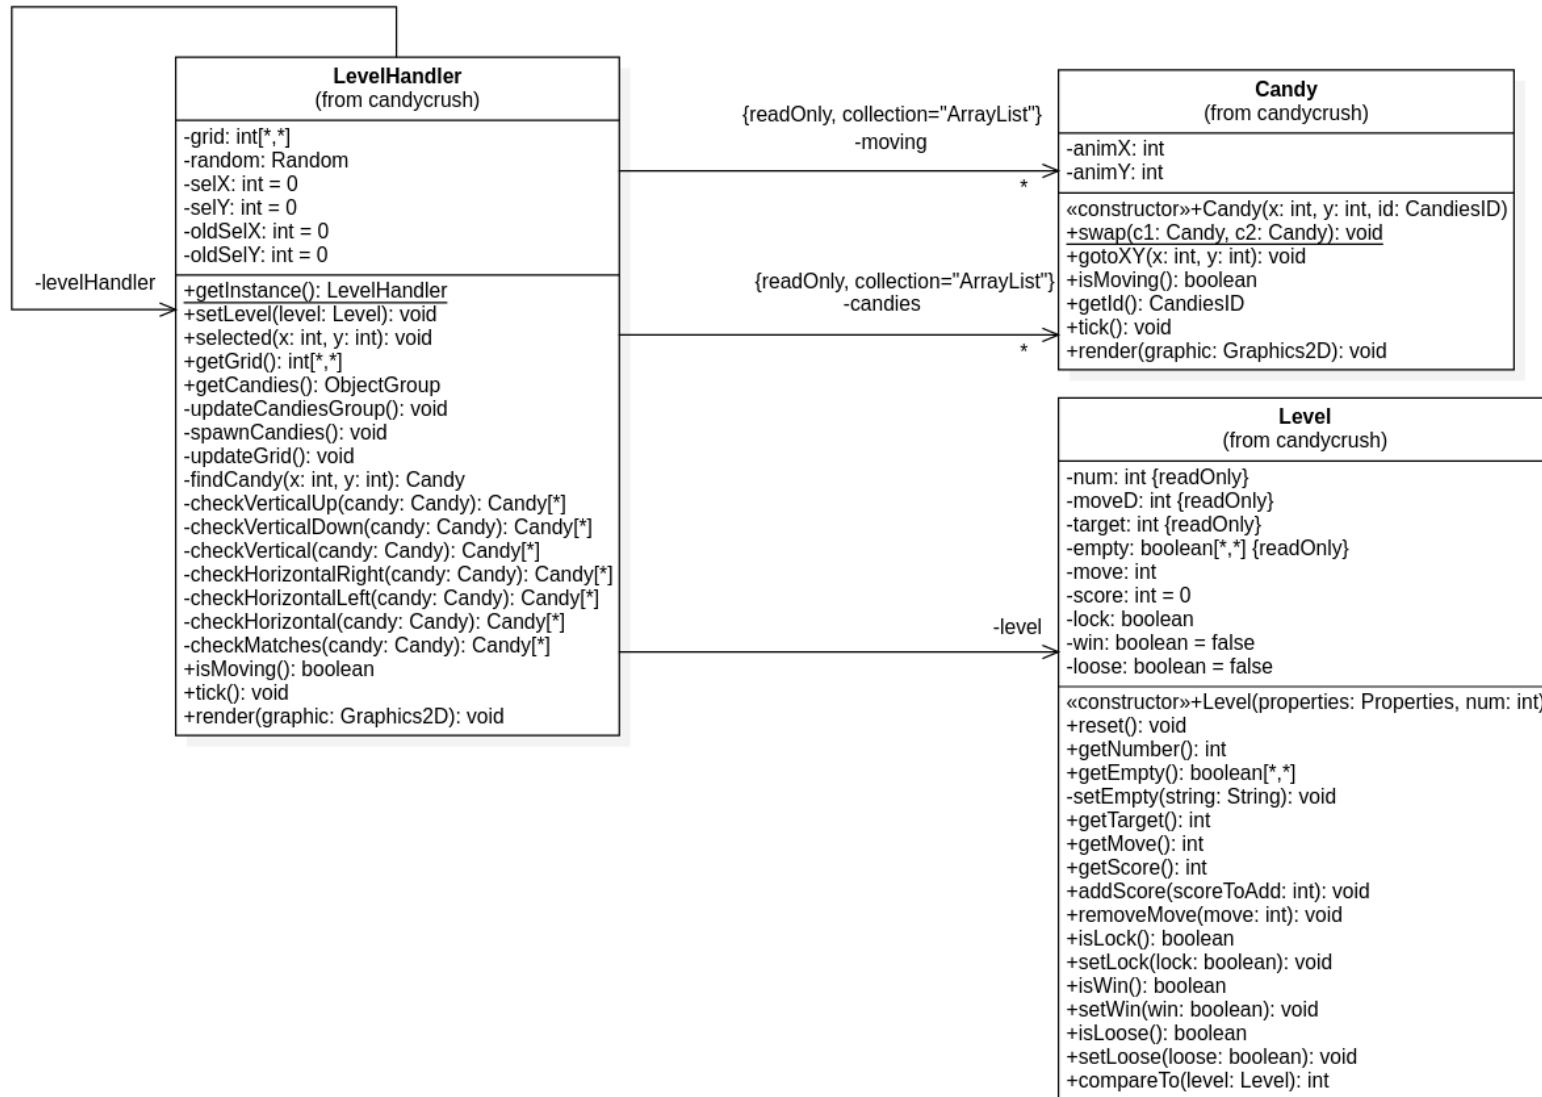 LevelHandler
(from candycrush)
-grid: int[*,*]
-random: Random
-selX: int = 0
-selY: int = 0
-oldSelX: int = 0
-oldSelY: int = 0
+getInstance(): LevelHandler
+setLevel(level: Level): void
+selected(x: int, y: int): void
+getGrid(): int[*,*]
+getCandies(): ObjectGroup
-updateCandiesGroup(): void
-spawnCandies(): void
-updateGrid(): void
-findCandy(x: int, y: int): Candy
-checkVerticalUp(candy: Candy): Candy[*]
-checkVerticalDown(candy: Candy): Candy[*]
-checkVertical(candy: Candy): Candy[*]
-checkHorizontalRight(candy: Candy): Candy[*]
-checkHorizontalLeft(candy: Candy): Candy[*]
-checkHorizontal(candy: Candy): Candy[*]
-checkMatches(candy: Candy): Candy[*]
+isMoving(): boolean
+tick(): void
+render(graphic: Graphics2D): void
-levelHandler
{readOnly, collection="ArrayList"}
-moving
*
{readOnly, collection="ArrayList"}
-candies
*
-level
Candy
(from candycrush)
-animX: int
-animY: int
«constructor»+Candy(x: int, y: int, id: CandiesID)
+swap(c1: Candy, c2: Candy): void
+gotoXY(x: int, y: int): void
+isMoving(): boolean
+getId(): CandiesID
+tick(): void
+render(graphic: Graphics2D): void
Level
(from candycrush)
-num: int {readOnly}
-moveD: int {readOnly}
-target: int {readOnly}
-empty: boolean[*,*] {readOnly}
-move: int
-score: int = 0
-lock: boolean
-win: boolean = false
-loose: boolean = false
«constructor»+Level(properties: Properties, num: int)
+reset(): void
+getNumber(): int
+getEmpty(): boolean[*,*]
-setEmpty(string: String): void
+getTarget(): int
+getMove(): int
+getScore(): int
+addScore(scoreToAdd: int): void
+removeMove(move: int): void
+isLock(): boolean
+setLock(lock: boolean): void
+isWin(): boolean
+setWin(win: boolean): void
+isLoose(): boolean
+setLoose(loose: boolean): void
+compareTo(level: Level): int